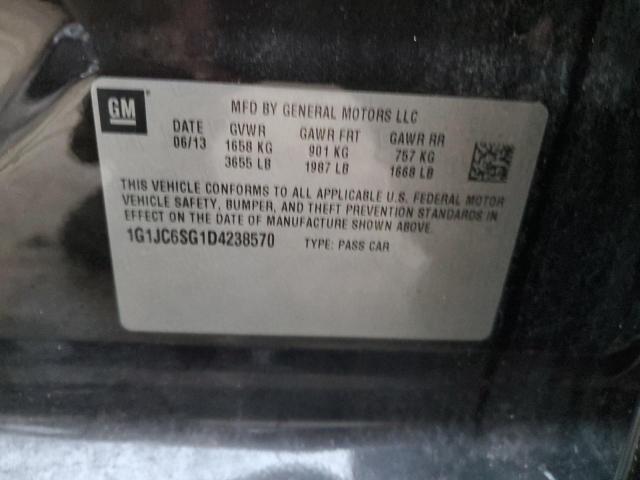 GM
MFD BY GENERAL MOTORS LLC
DATE GVWR GAWR FRT GAWR RR
06/13 1658 KG 901 KG 757 KG
3655 LB 1987 LB 1668 LB
THIS VEHICLE CONFORMS TO ALL APPLICABLE U.S. FEDERAL MOTOR
VEHICLE SAFETY, BUMPER, AND THEFT PREVENTION STANDARDS IN
EFFECT ON THE DATE OF MANUFACTURE SHOWN ABOVE.
1G1JC6SG1D4238570 TYPE: PASS CAR